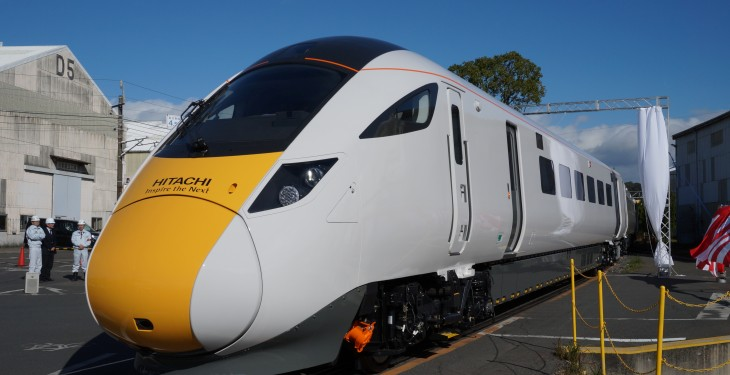 D5
HITACHI
Inspire the Next